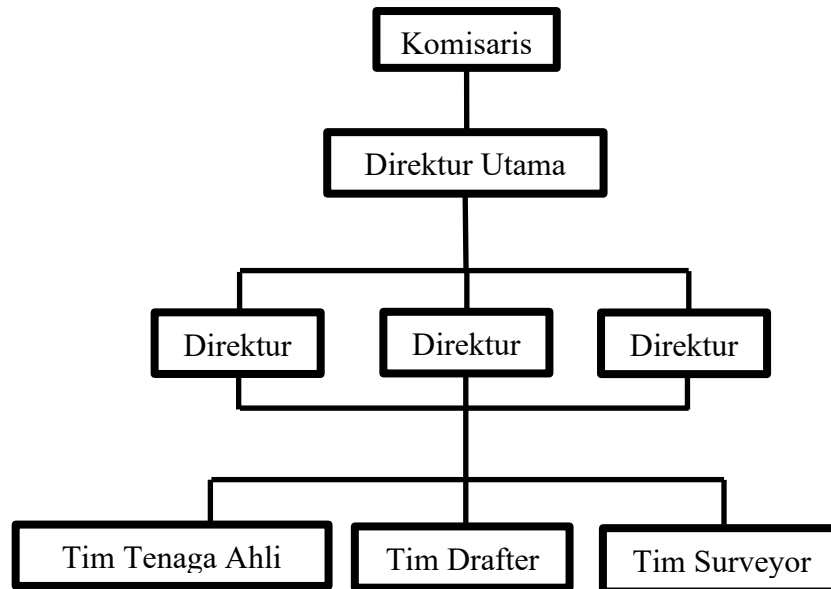 Komisaris
Direktur Utama
Direktur
Direktur
Direktur
Tim Tenaga Ahli
Tim Drafter
Tim Surveyor